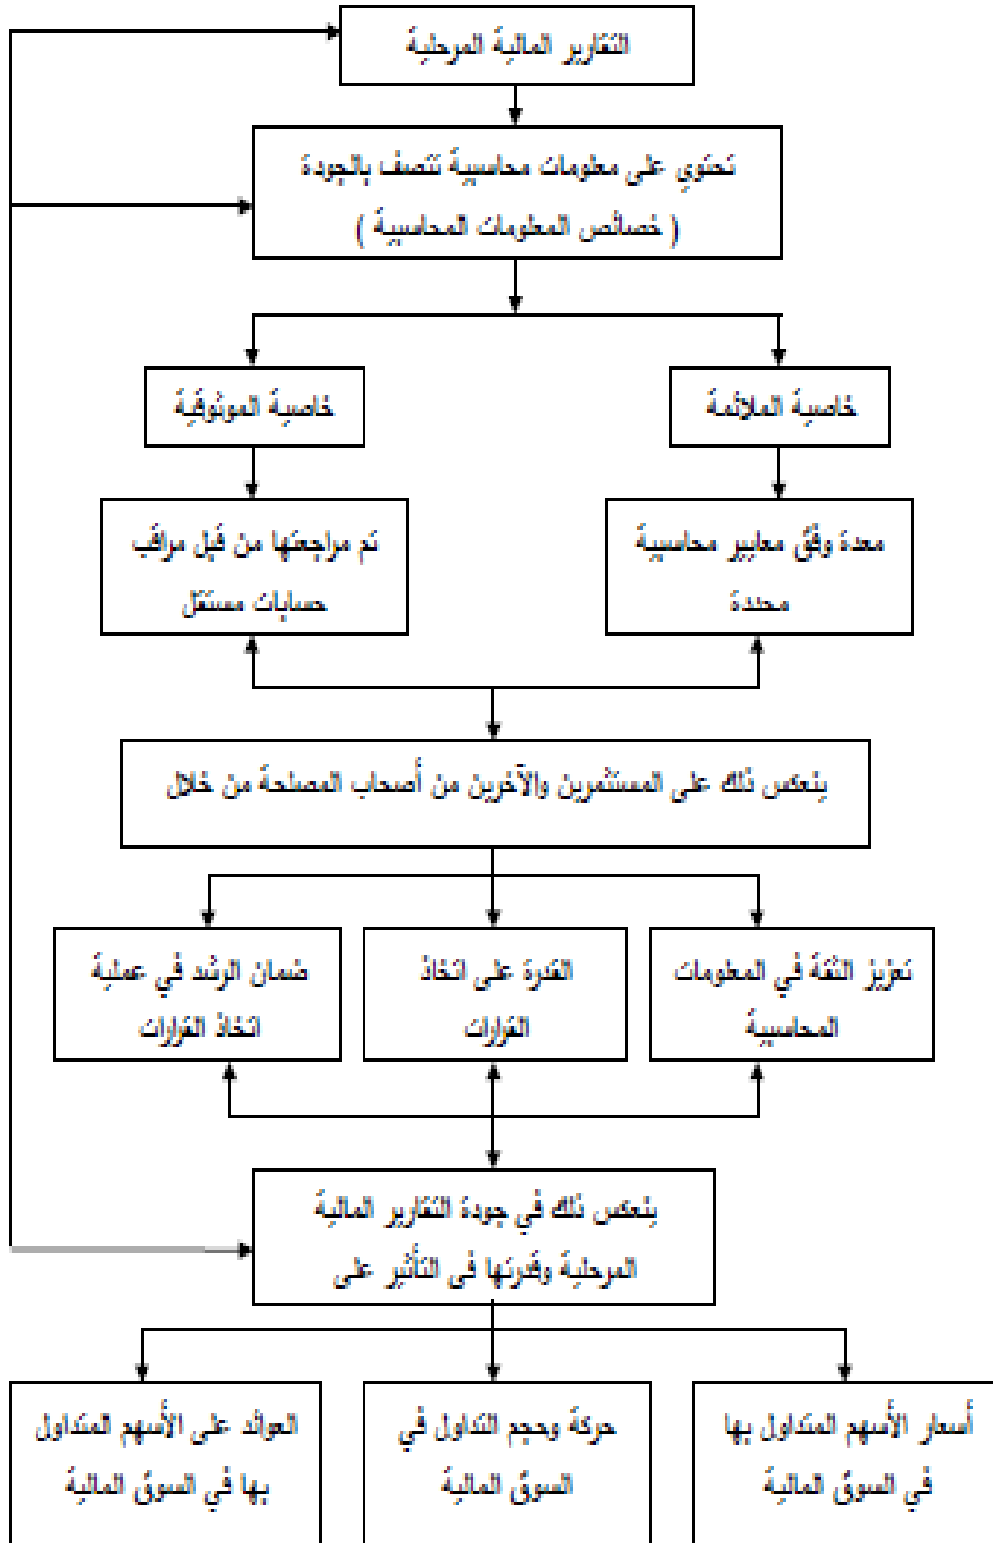 التقارير المالية المرحلية
تحتوي على معلومات محاسبية تتصف بالجودة
( خصائص المعلومات المحاسبية )
خاصية الملائمة
خاصية الموثوقية
معدة وفق معايير محاسبية
محددة
تم مراجعتها من قبل مراقب
حسابات مستقل
ينعكس ذلك على المستثمرين والآخرين من أصحاب المصلحة من خلال
تعزيز الثقة في المعلومات
المحاسبية
القدرة على اتخاذ
القرارات
ضمان الرشد في عملية
اتخاذ القرارات
ينعكس ذلك في جودة التقارير المالية
المرحلية وقدرتها في التأثير على
أسعار الأسهم المتداول بها
في السوق المالية
حركة وحجم التداول في
السوق المالية
العوائد على الأسهم المتداول
بها في السوق المالية